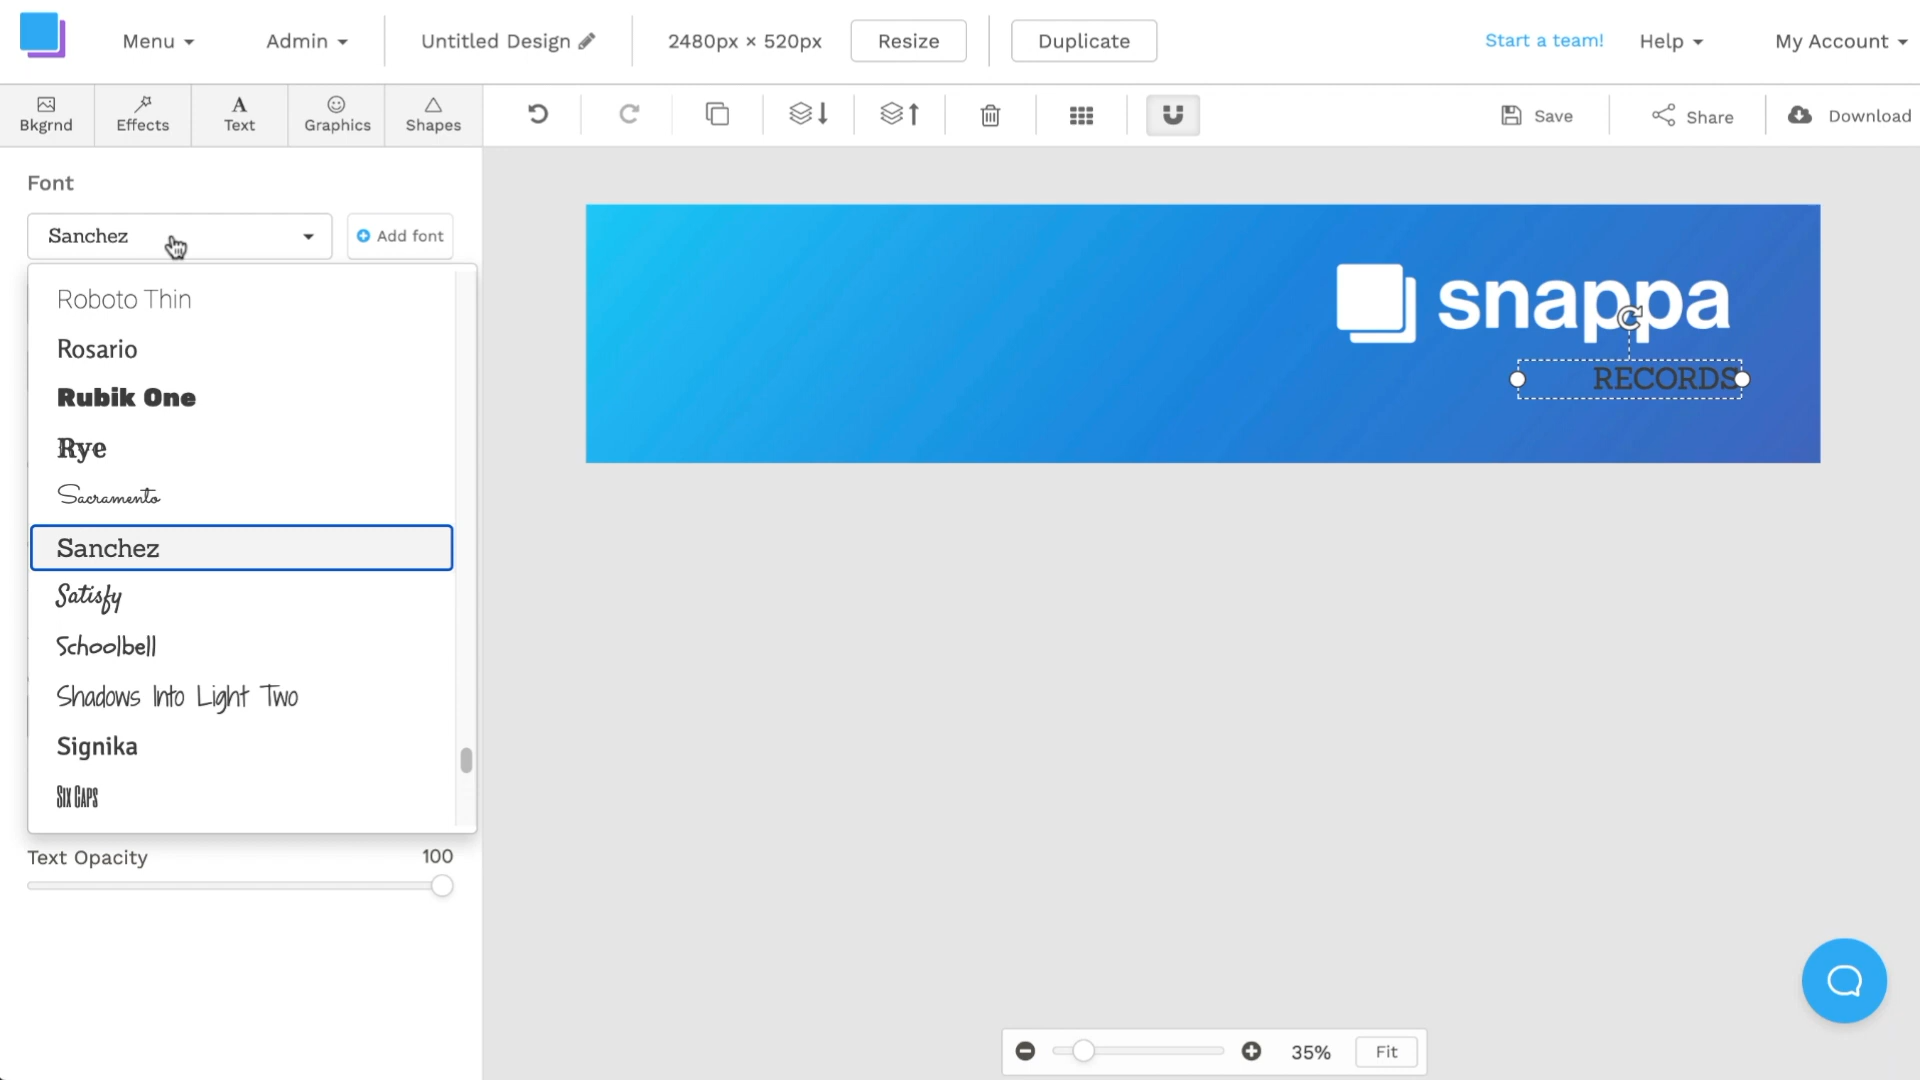 Menu
Admin
Untitled Design
2480px × 520px
Resize
Duplicate
Start a team!
Help
My Account
Bkgrnd
Effects
A
Text
Graphics
Shapes
Save
Share
Download
Font
Sanchez
Add font
Roboto Thin
Rosario
Rubik One
Rye
Sacramento
Sanchez
Satisfy
Schoolbell
Shadows Into Light Two
Signika
Six Caps
Text Opacity
100
snappa
RECORDS
35%
Fit